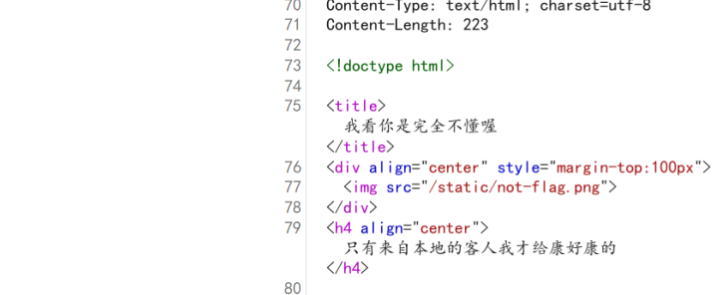 70 Content-Type: text/html; charset=utf-8
71 Content-Length: 223
72
73 <!doctype html>
74
75 <title>
我看你是完全不懂喔
</title>
76 <div align="center" style="margin-top:100px">
77 <img src="/static/not-flag.png">
78 </div>
79 <h4 align="center">
只有来自本地的客人我才给康好康的
</h4>
80